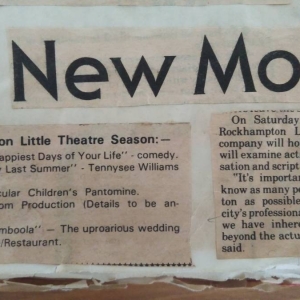 New Mo
on Little Theatre Season:—
appiest Days of Your Life" - comedy.
y Last Summer" - Tennysee Williams
cular Children's Pantomine.
om Production (Details to be an-
mboola" — The uproarious wedding
/Restaurant.
On Saturday
Rockhampton L
company will ho
will examine act
sation and script
"It's importa
know as many p
ton as possible
city's profession
we have inhere
beyond the actu
said.